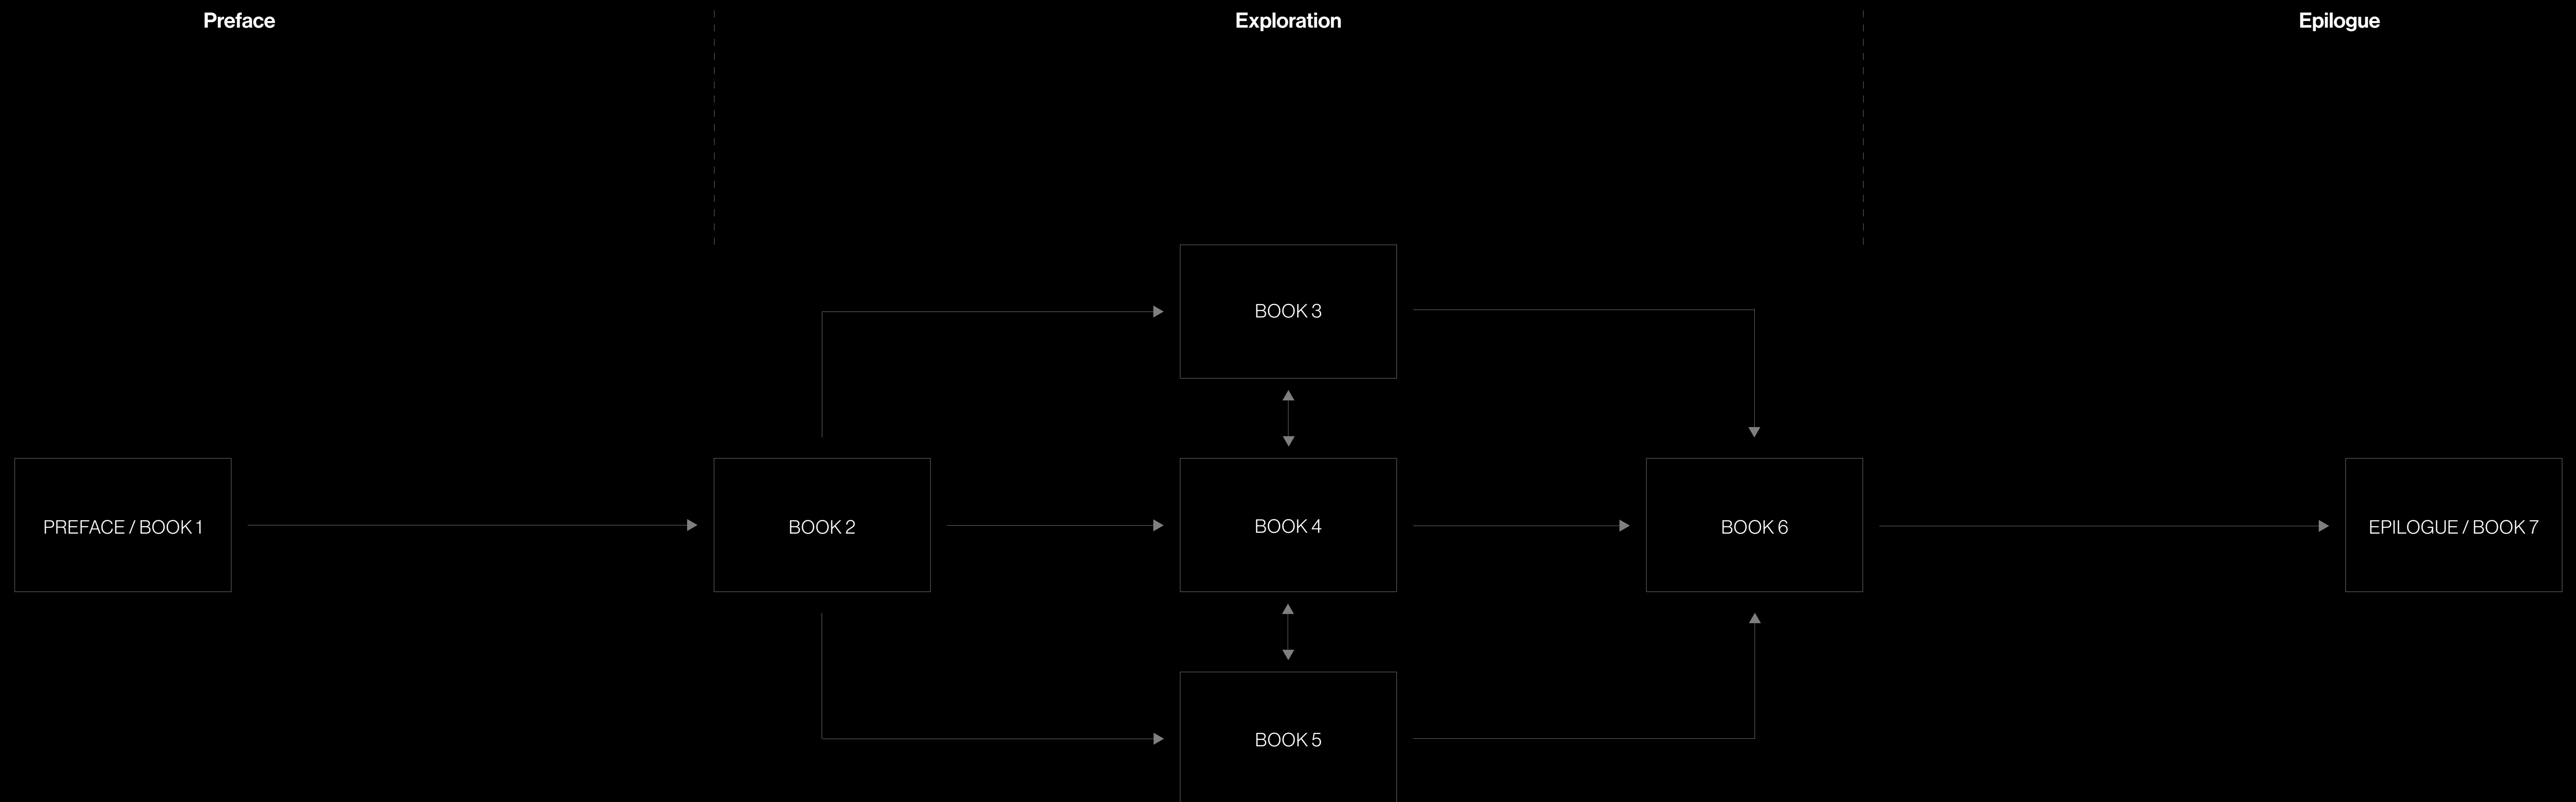 Preface
Exploration
Epilogue
BOOK 3
PREFACE / BOOK 1
BOOK 2
BOOK 4
BOOK 6
EPILOGUE / BOOK 7
BOOK 5